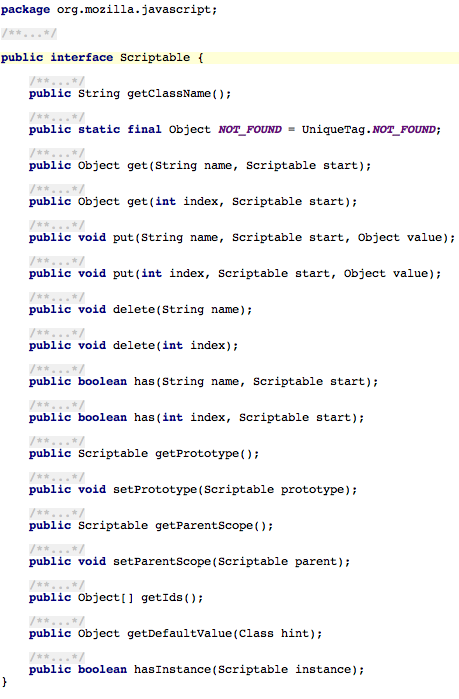 package org.mozilla.javascript;
/**...*/
public interface Scriptable {
/**...*/
public String getClassName();
/**...*/
public static final Object NOT_FOUND = UniqueTag.NOT_FOUND;
/**...*/
public Object get(String name, Scriptable start);
/**...*/
public Object get(int index, Scriptable start);
/**...*/
public void put(String name, Scriptable start, Object value);
/**...*/
public void put(int index, Scriptable start, Object value);
/**...*/
public void delete(String name);
/**...*/
public void delete(int index);
/**...*/
public boolean has(String name, Scriptable start);
/**...*/
public boolean has(int index, Scriptable start);
/**...*/
public Scriptable getPrototype();
/**...*/
public void setPrototype(Scriptable prototype);
/**...*/
public Scriptable getParentScope();
/**...*/
public void setParentScope(Scriptable parent);
/**...*/
public Object[] getIds();
/**...*/
public Object getDefaultValue(Class hint);
/**...*/
public boolean hasInstance(Scriptable instance);
}